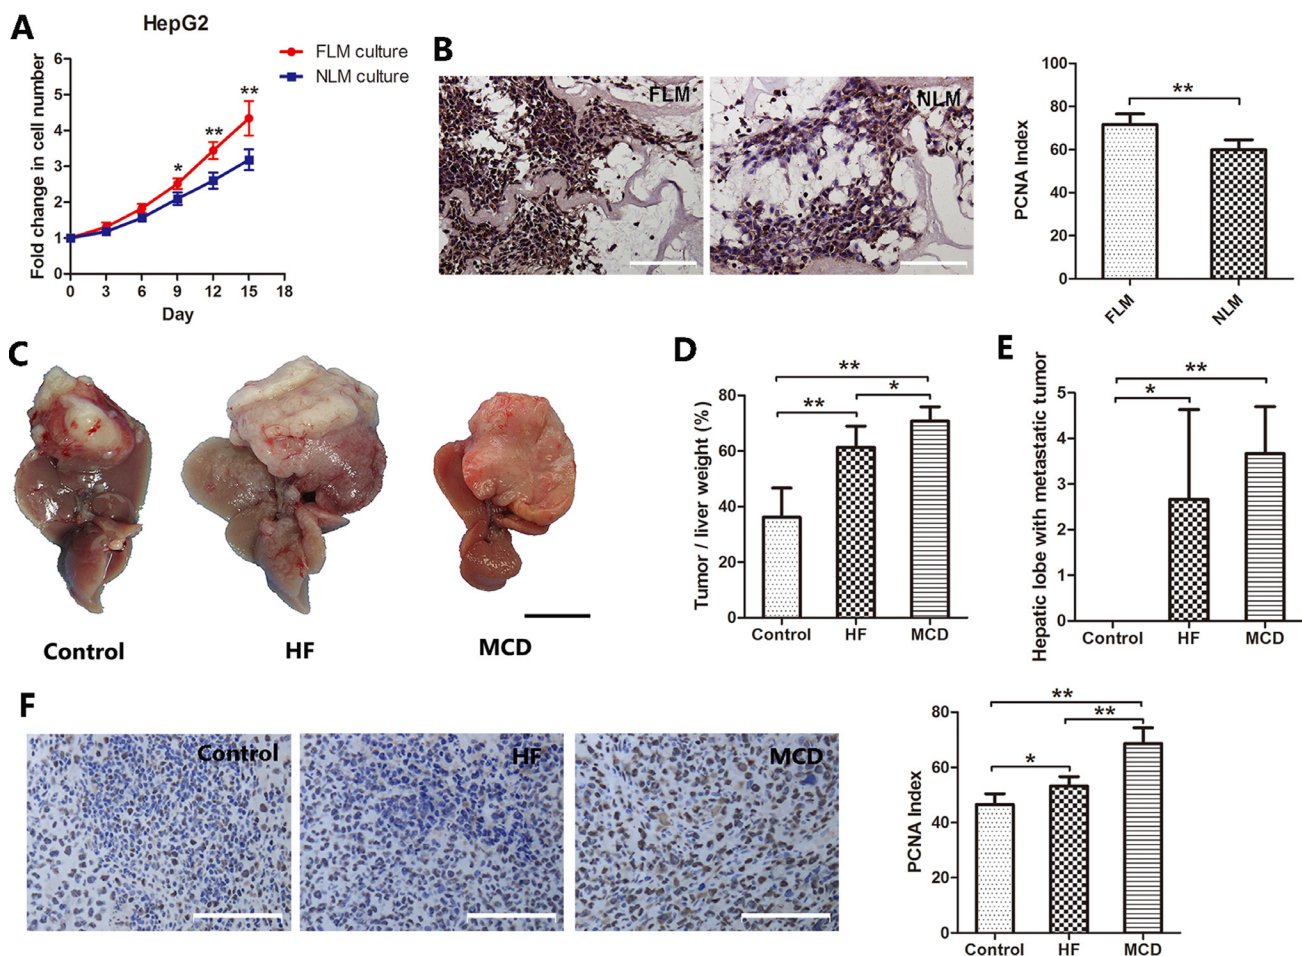 A
HepG2
FLM culture
NLM culture
Fold change in cell number
6
5
4
3
2
1
0
**
**
*
0 3 6 9 12 15 18
Day
B
FLM
NLM
PCNA Index
100
80
60
40
20
0
**
FLM
NLM
C
Control
HF
MCD
D
Tumor / liver weight (%)
80
60
40
20
0
**
**
*
Control HF MCD
E
Hepatic lobe with metastatic tumor
5
4
3
2
1
0
**
*
Control HF MCD
F
Control
HF
MCD
PCNA Index
80
60
40
20
0
**
**
*
Control HF MCD